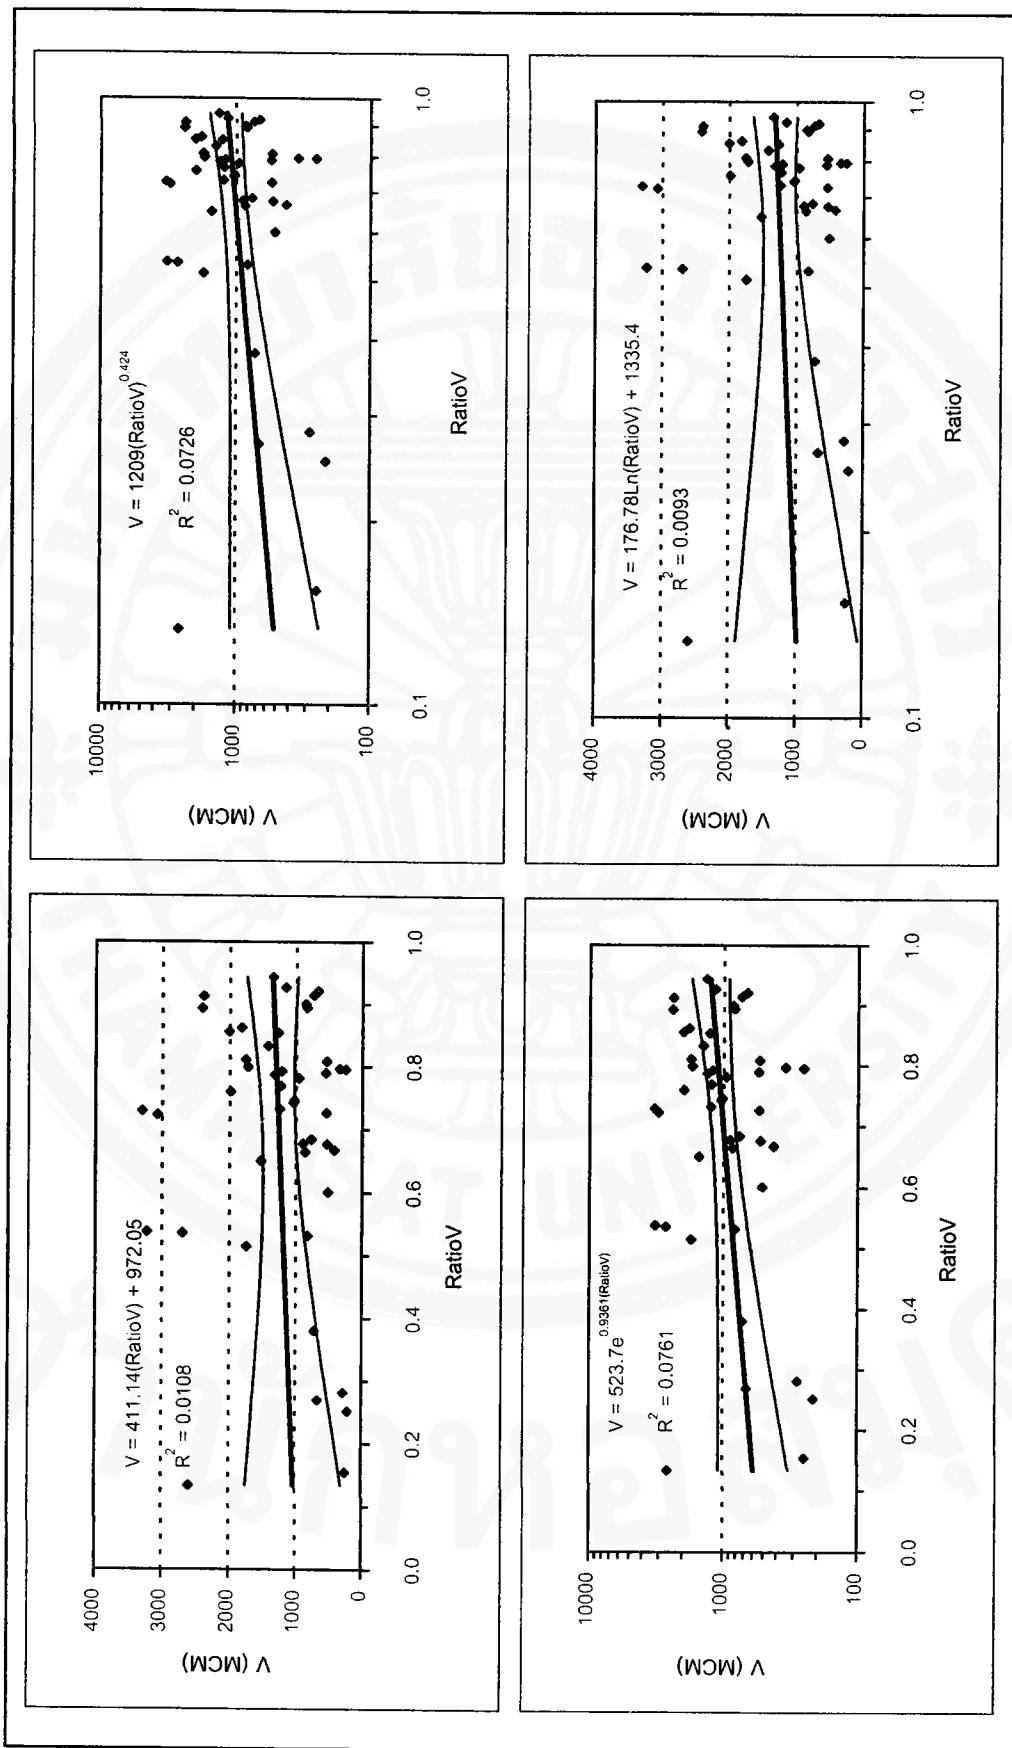 V = 411.14(RatioV) + 972.05
R² = 0.0108
4000
3000
2000
1000
0
V (MCM)
0.0 0.2 0.4 0.6 0.8 1.0
RatioV
V = 1209(RatioV)^0.424
R² = 0.0726
10000
1000
100
V (MCM)
0.1 1.0
RatioV
V = 523.7e^0.9361(RatioV)
R² = 0.0761
10000
1000
100
V (MCM)
0.0 0.2 0.4 0.6 0.8 1.0
RatioV
V = 176.78Ln(RatioV) + 1335.4
R² = 0.0093
4000
3000
2000
1000
0
V (MCM)
0.1 1.0
RatioV